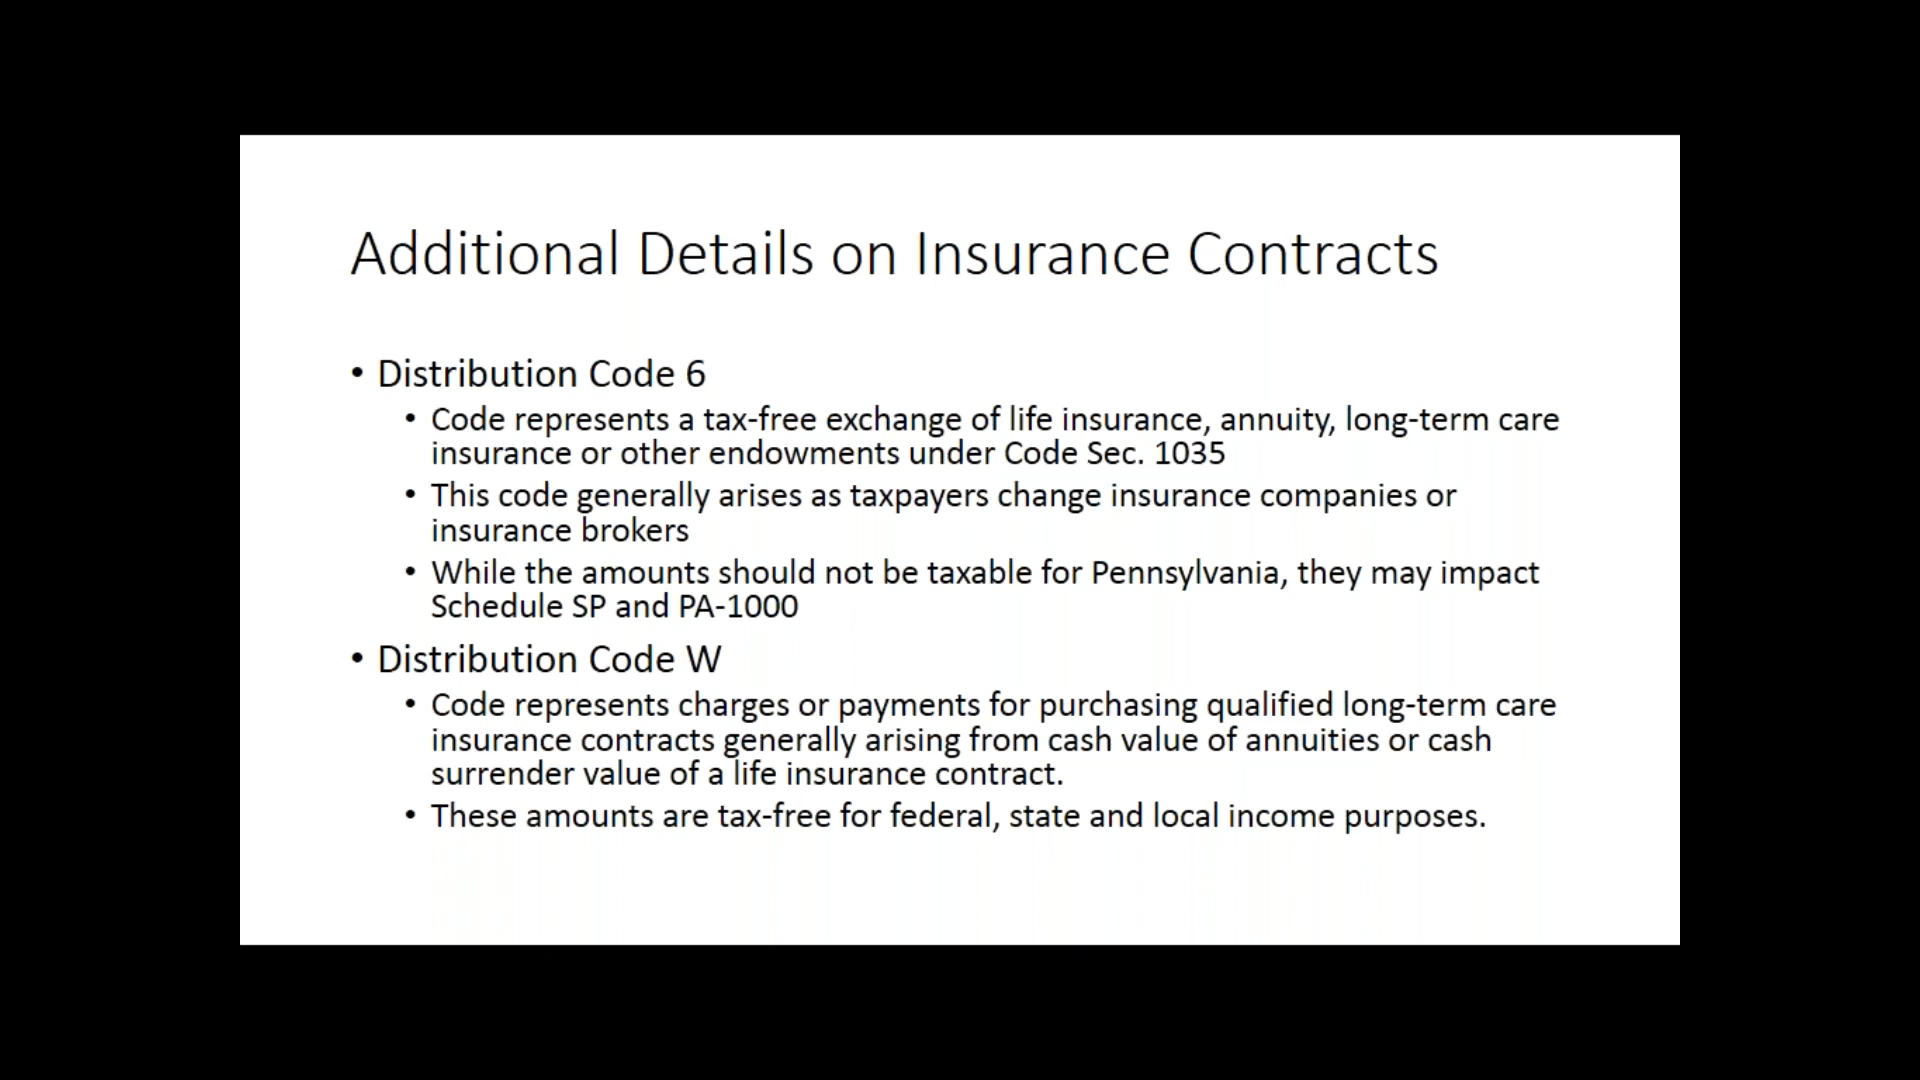 Additional Details on Insurance Contracts
• Distribution Code 6
• Code represents a tax-free exchange of life insurance, annuity, long-term care
insurance or other endowments under Code Sec. 1035
• This code generally arises as taxpayers change insurance companies or
insurance brokers
• While the amounts should not be taxable for Pennsylvania, they may impact
Schedule SP and PA-1000
• Distribution Code W
• Code represents charges or payments for purchasing qualified long-term care
insurance contracts generally arising from cash value of annuities or cash
surrender value of a life insurance contract.
• These amounts are tax-free for federal, state and local income purposes.